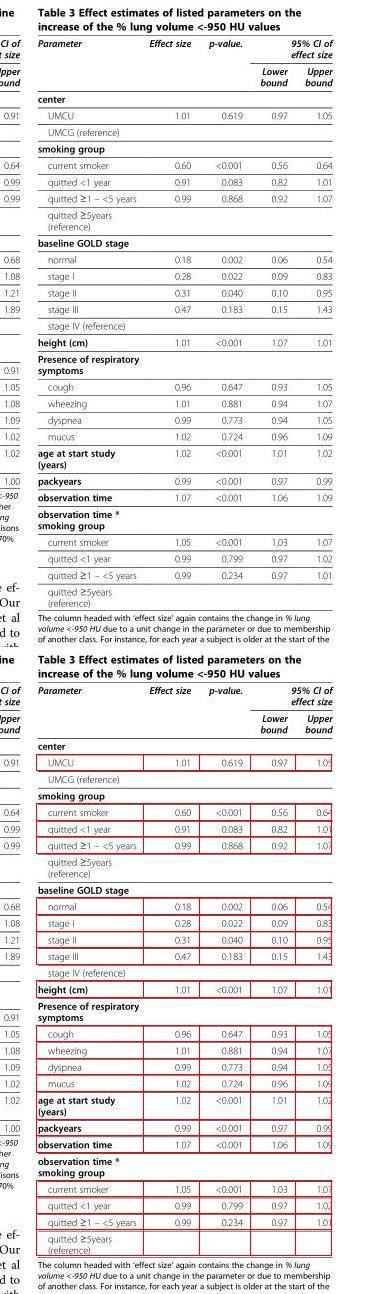 ine
CI of
t size
Upper
ound
0.91
0.64
0.99
0.99
0.68
1.08
1.21
1.89
0.91
1.05
1.08
1.09
1.02
1.02
1.00
<-950
her
ng
isons
70%
e ef-
Our
et al
d to
with
Table 3 Effect estimates of listed parameters on the
increase of the % lung volume <-950 HU values
Parameter Effect size p-value. 95% CI of
effect size
Lower Upper
bound bound
center
UMCU 1.01 0.619 0.97 1.05
UMCG (reference)
smoking group
current smoker 0.60 <0.001 0.56 0.64
quitted <1 year 0.91 0.083 0.82 1.01
quitted ≥1 – <5 years 0.99 0.868 0.92 1.07
quitted ≥5years
(reference)
baseline GOLD stage
normal 0.18 0.002 0.06 0.54
stage I 0.28 0.022 0.09 0.83
stage II 0.31 0.040 0.10 0.95
stage III 0.47 0.183 0.15 1.43
stage IV (reference)
height (cm) 1.01 <0.001 1.07 1.01
Presence of respiratory
symptoms
cough 0.96 0.647 0.93 1.05
wheezing 1.01 0.881 0.94 1.07
dyspnea 0.99 0.773 0.94 1.05
mucus 1.02 0.724 0.96 1.09
age at start study 1.02 <0.001 1.01 1.02
(years)
packyears 0.99 <0.001 0.97 0.99
observation time 1.07 <0.001 1.06 1.09
observation time *
smoking group
current smoker 1.05 <0.001 1.03 1.07
quitted <1 year 0.99 0.799 0.97 1.02
quitted ≥1 – <5 years 0.99 0.234 0.97 1.01
quitted ≥5years
(reference)
The column headed with 'effect size' again contains the change in % lung
volume <-950 HU due to a unit change in the parameter or due to membership
of another class. For instance, for each year a subject is older at the start of the
ine
CI of
t size
Upper
ound
0.91
0.64
0.99
0.99
0.68
1.08
1.21
1.89
0.91
1.05
1.08
1.09
1.02
1.02
1.00
<-950
her
ng
isons
70%
e ef-
Our
et al
d to
with
Table 3 Effect estimates of listed parameters on the
increase of the % lung volume <-950 HU values
Parameter Effect size p-value. 95% CI of
effect size
Lower Upper
bound bound
center
UMCU 1.01 0.619 0.97 1.05
UMCG (reference)
smoking group
current smoker 0.60 <0.001 0.56 0.64
quitted <1 year 0.91 0.083 0.82 1.01
quitted ≥1 – <5 years 0.99 0.868 0.92 1.07
quitted ≥5years
(reference)
baseline GOLD stage
normal 0.18 0.002 0.06 0.54
stage I 0.28 0.022 0.09 0.83
stage II 0.31 0.040 0.10 0.95
stage III 0.47 0.183 0.15 1.43
stage IV (reference)
height (cm) 1.01 <0.001 1.07 1.01
Presence of respiratory
symptoms
cough 0.96 0.647 0.93 1.05
wheezing 1.01 0.881 0.94 1.07
dyspnea 0.99 0.773 0.94 1.05
mucus 1.02 0.724 0.96 1.09
age at start study 1.02 <0.001 1.01 1.02
(years)
packyears 0.99 <0.001 0.97 0.99
observation time 1.07 <0.001 1.06 1.09
observation time *
smoking group
current smoker 1.05 <0.001 1.03 1.07
quitted <1 year 0.99 0.799 0.97 1.02
quitted ≥1 – <5 years 0.99 0.234 0.97 1.01
quitted ≥5years
(reference)
The column headed with 'effect size' again contains the change in % lung
volume <-950 HU due to a unit change in the parameter or due to membership
of another class. For instance, for each year a subject is older at the start of the